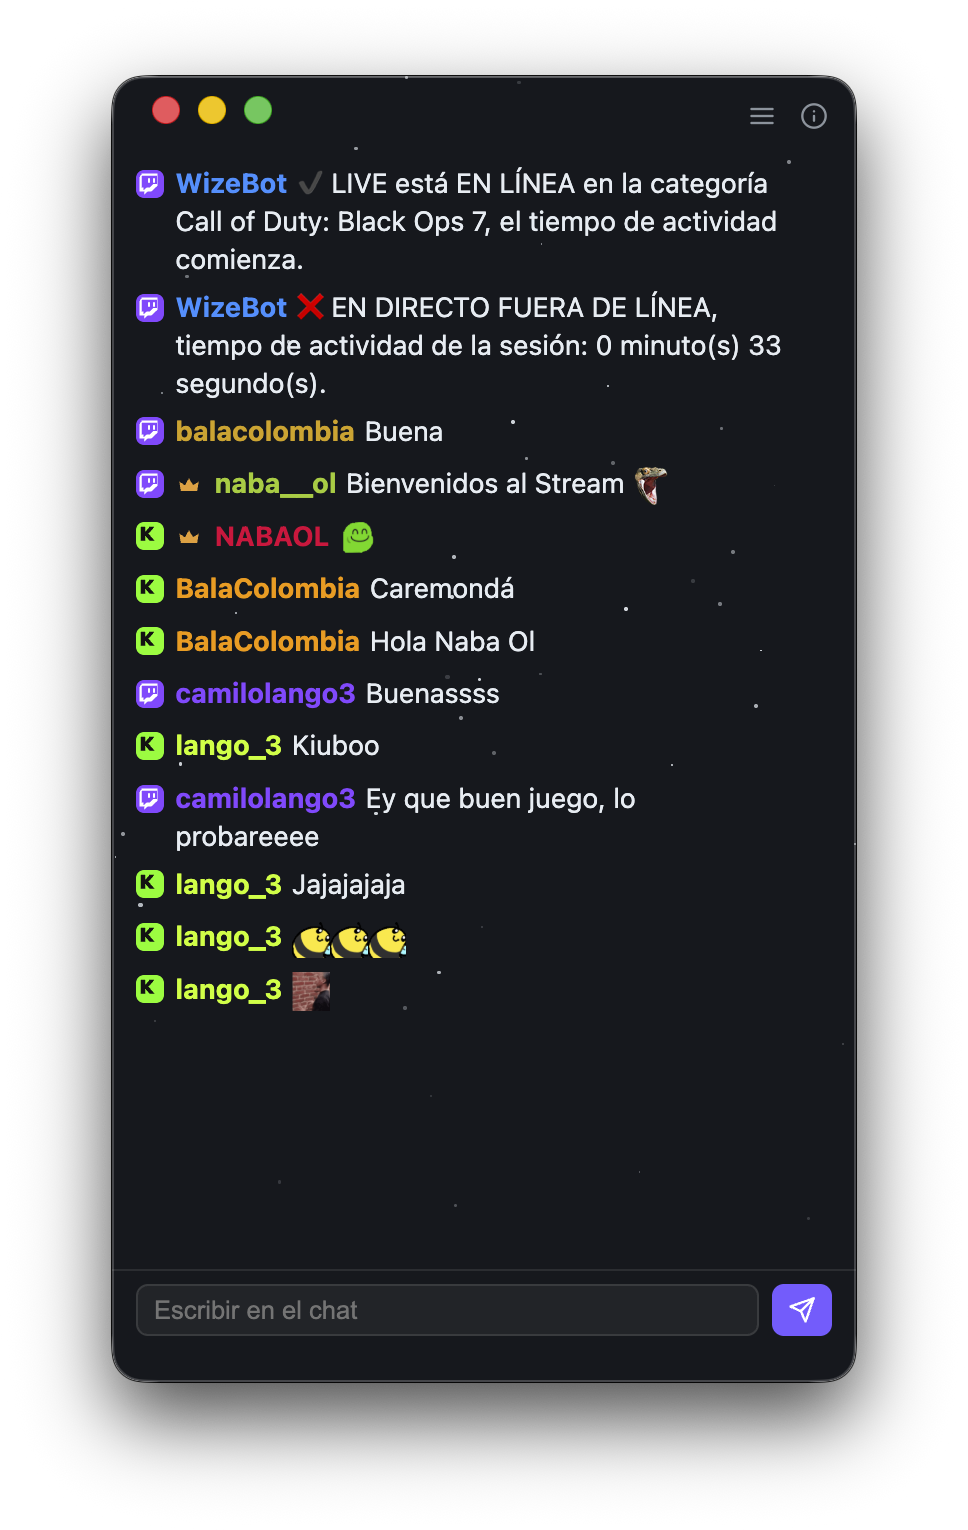 WizeBot ✔ LIVE está EN LÍNEA en la categoría
Call of Duty: Black Ops 7, el tiempo de actividad
comienza.
WizeBot ❌ EN DIRECTO FUERA DE LÍNEA,
tiempo de actividad de la sesión: 0 minuto(s) 33
segundo(s).
balacolombia Buena
naba__ol Bienvenidos al Stream
K NABAOL
K BalaColombia Caremondá
K BalaColombia Hola Naba Ol
camilolango3 Buenassss
K lango_3 Kiuboo
camilolango3 Ey que buen juego, lo
probareeee
K lango_3 Jajajajaja
K lango_3
K lango_3
Escribir en el chat